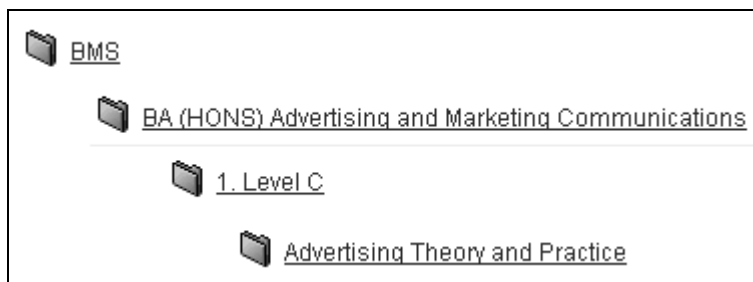 BMS
BA (HONS) Advertising and Marketing Communications
1. Level C
Advertising Theory and Practice